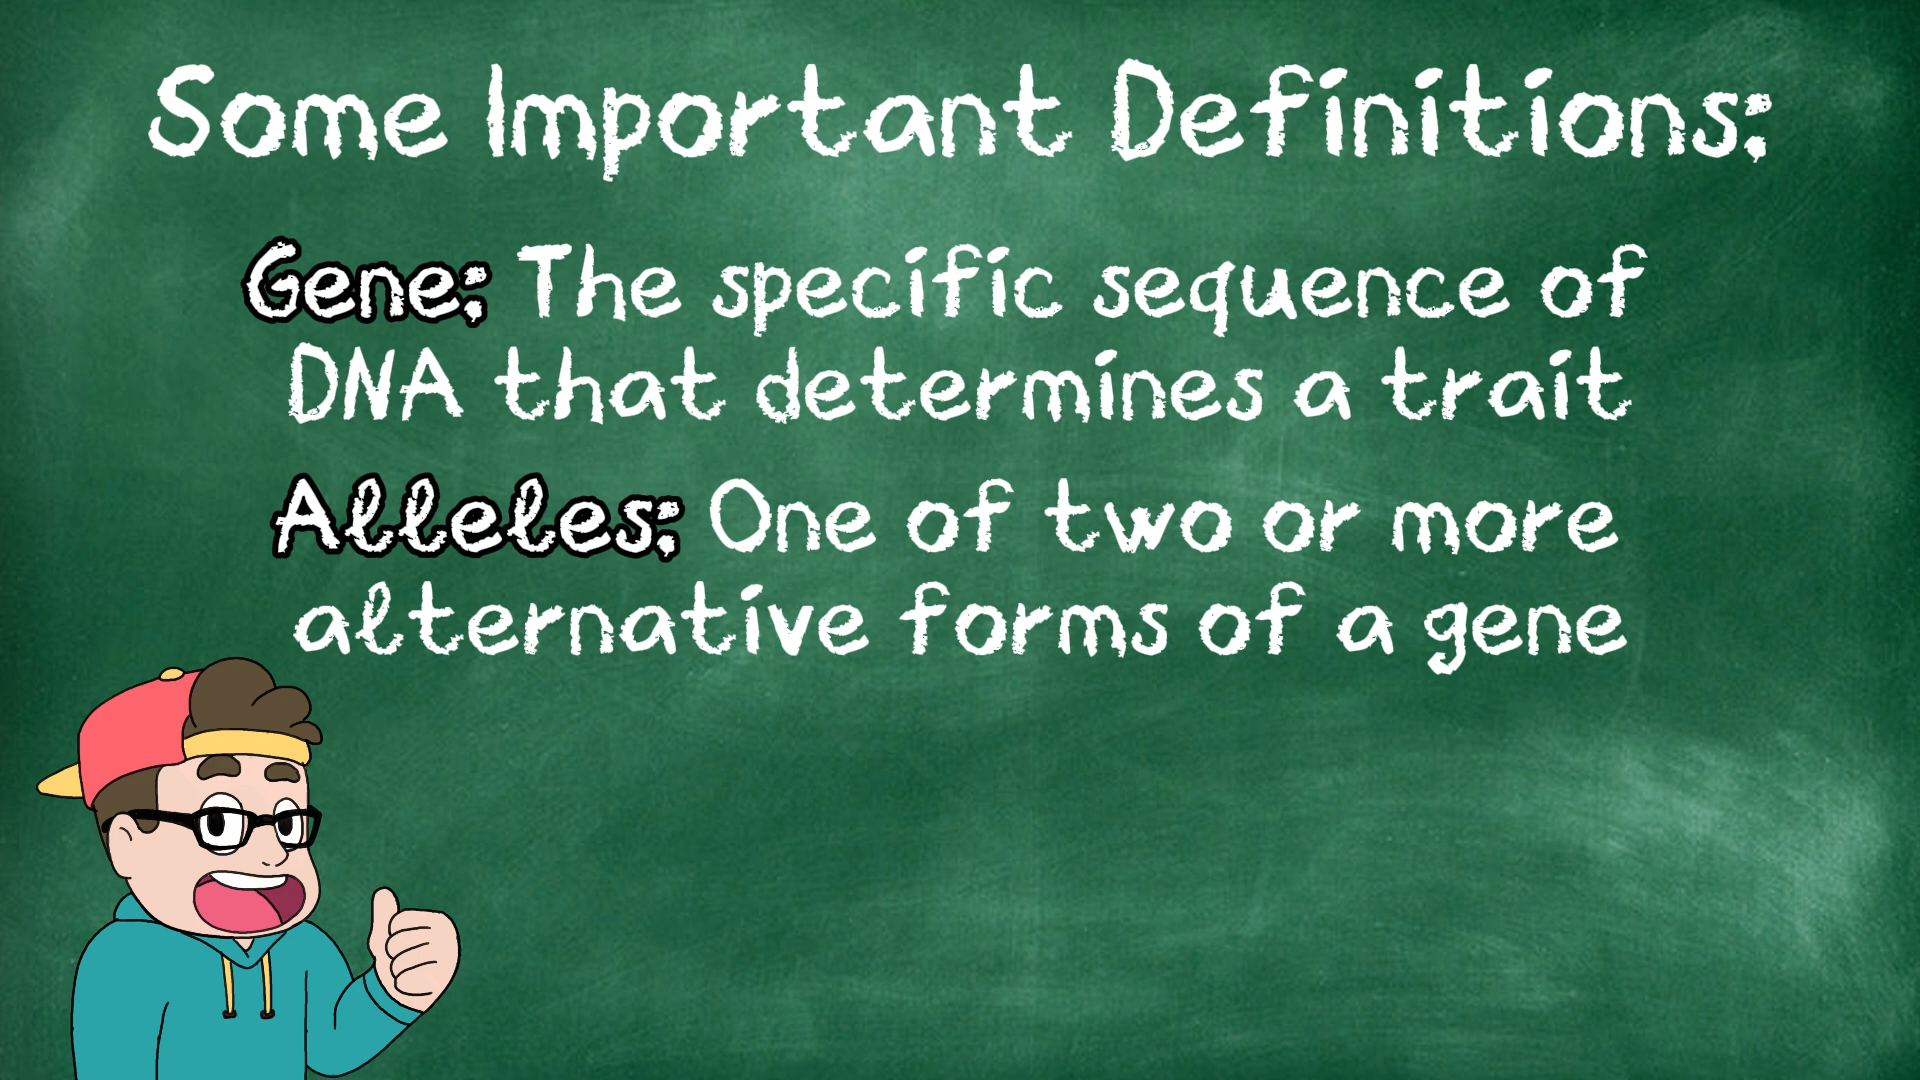 Some Important Definitions:
Gene: The specific sequence of
DNA that determines a trait
Alleles: One of two or more
alternative forms of a gene